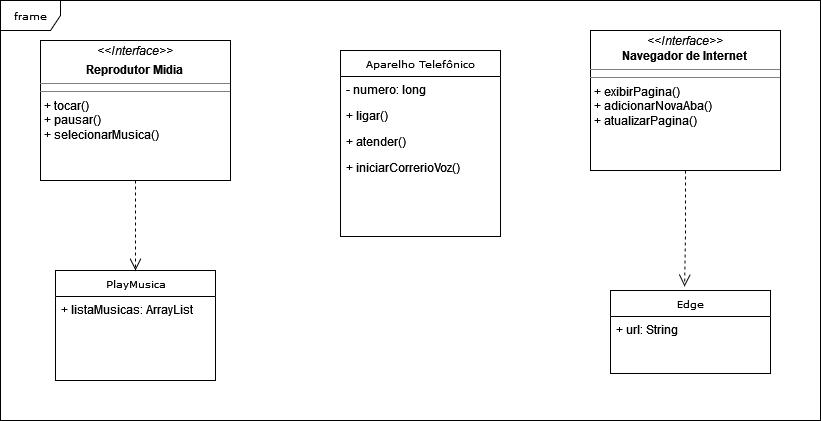 frame
<<Interface>>
Reprodutor Midia
+ tocar()
+ pausar()
+ selecionarMusica()
Aparelho Telefônico
- numero: long
+ ligar()
+ atender()
+ iniciarCorrerioVoz()
<<Interface>>
Navegador de Internet
+ exibirPagina()
+ adicionarNovaAba()
+ atualizarPagina()
PlayMusica
+ listaMusicas: ArrayList
Edge
+ url: String